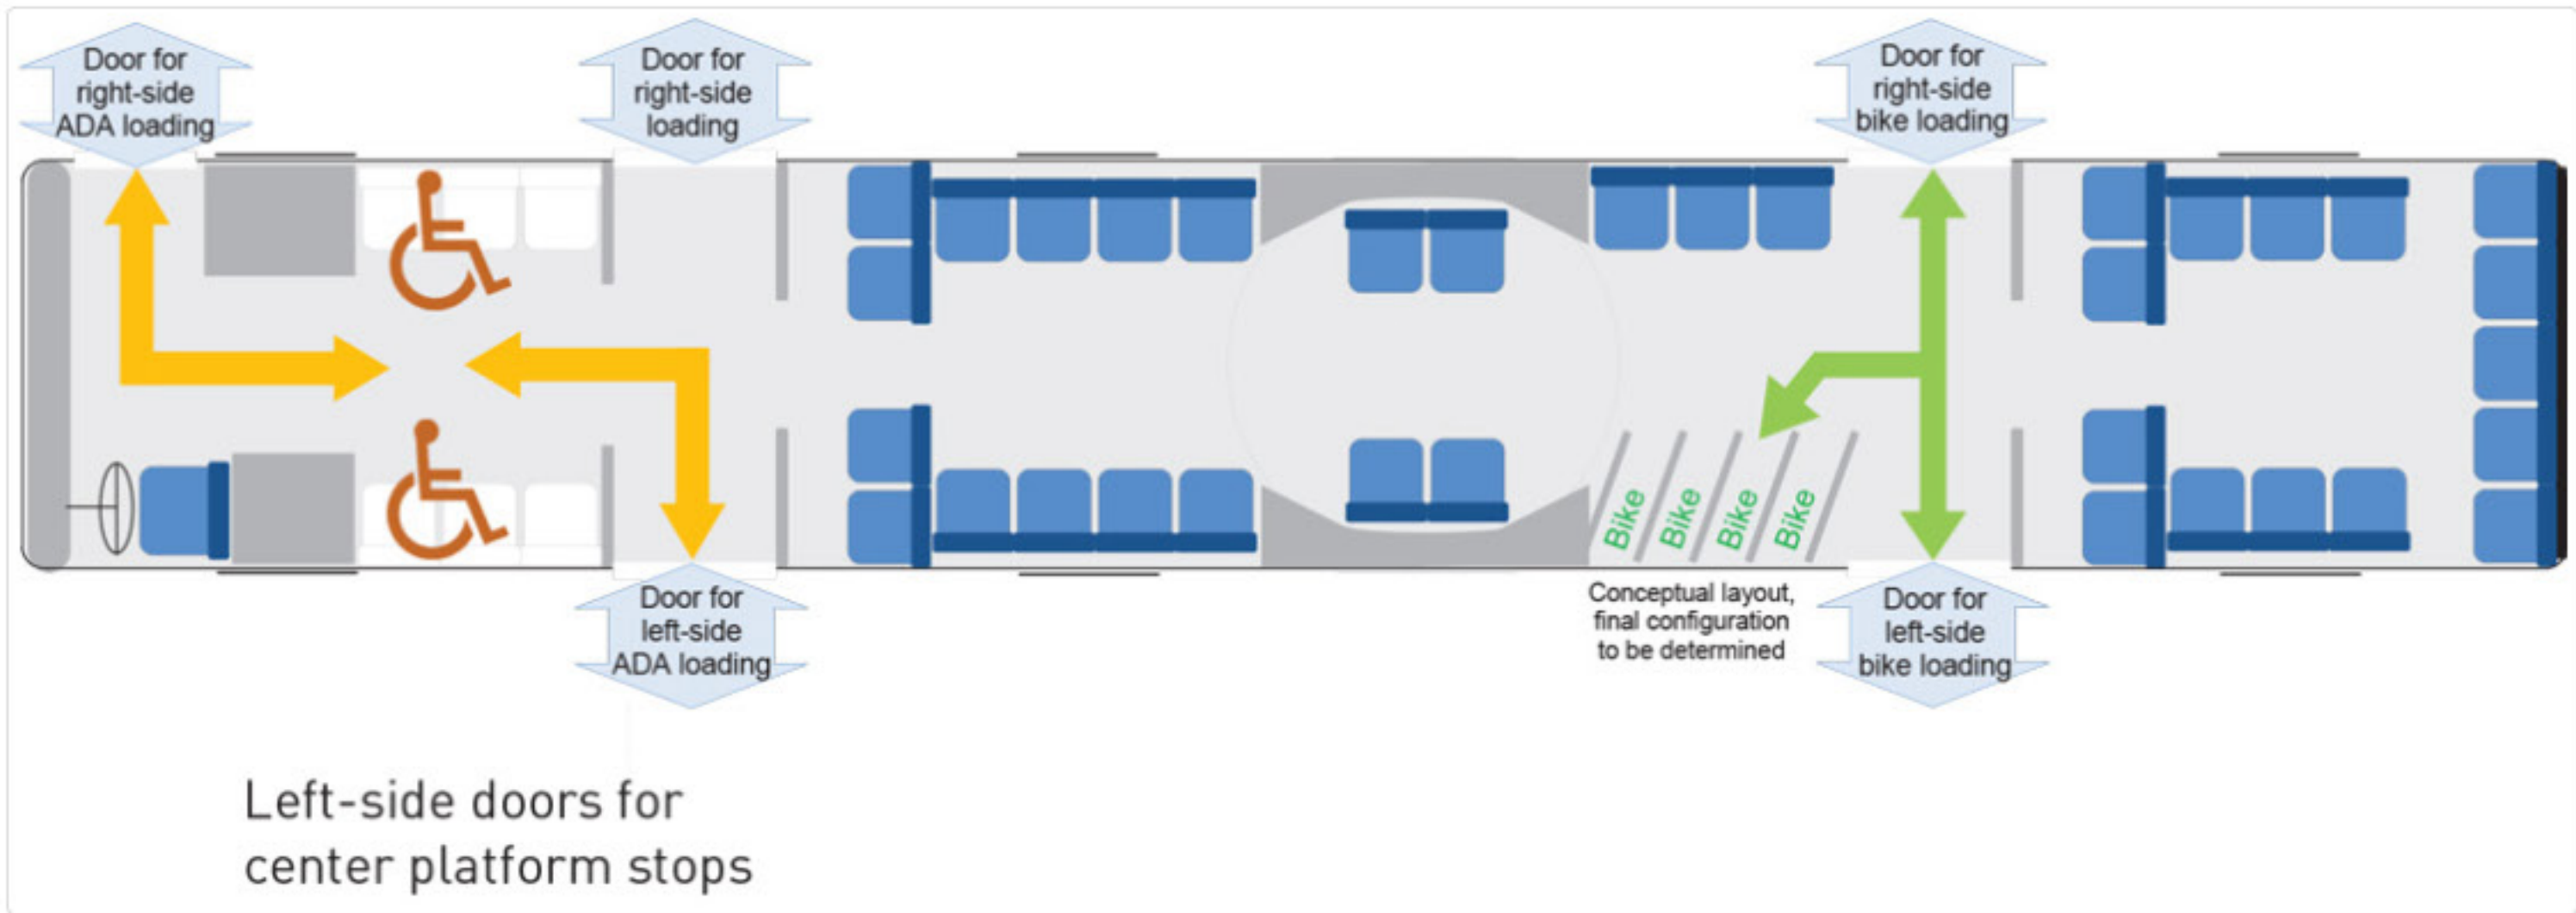 Door for
right-side
ADA loading
Door for
right-side
loading
Door for
right-side
bike loading
Bike
Bike
Bike
Bike
Door for
left-side
ADA loading
Conceptual layout,
final configuration
to be determined
Door for
left-side
bike loading
Left-side doors for
center platform stops